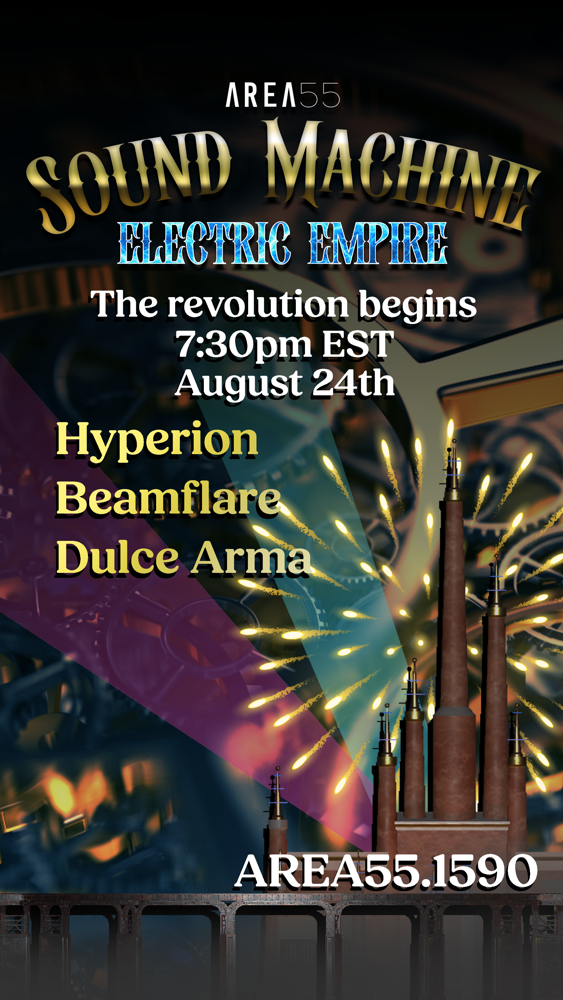 AREA55
SOUND MACHINE
ELECTRIC EMPIRE
The revolution begins
7:30pm EST
August 24th
Hyperion
Beamflare
Dulce Arma
AREA55.1590